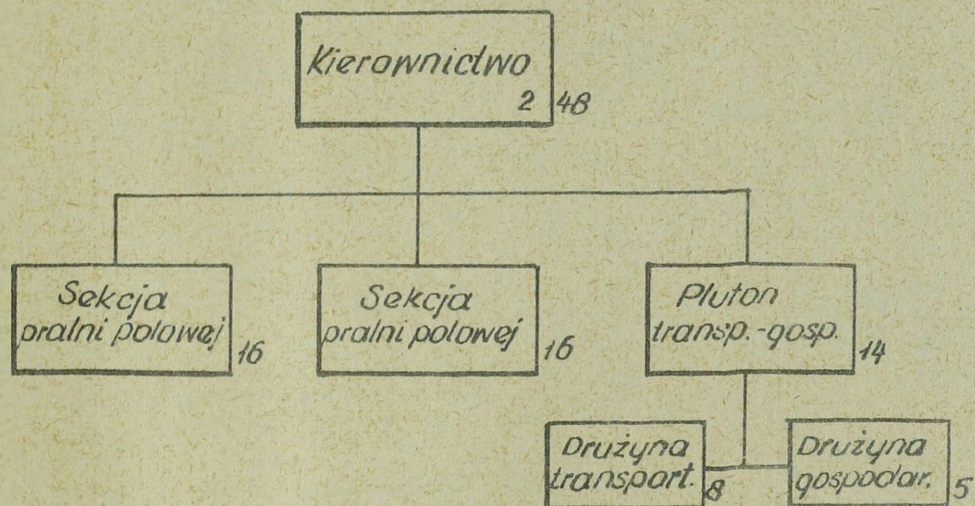 Kierownictwo
2 48
Sekcja
pralni polowej 16
Sekcja
pralni polowej 16
Pluton
transp.-gosp. 14
Drużyna
transport. 8
Drużyna
gospodar. 5